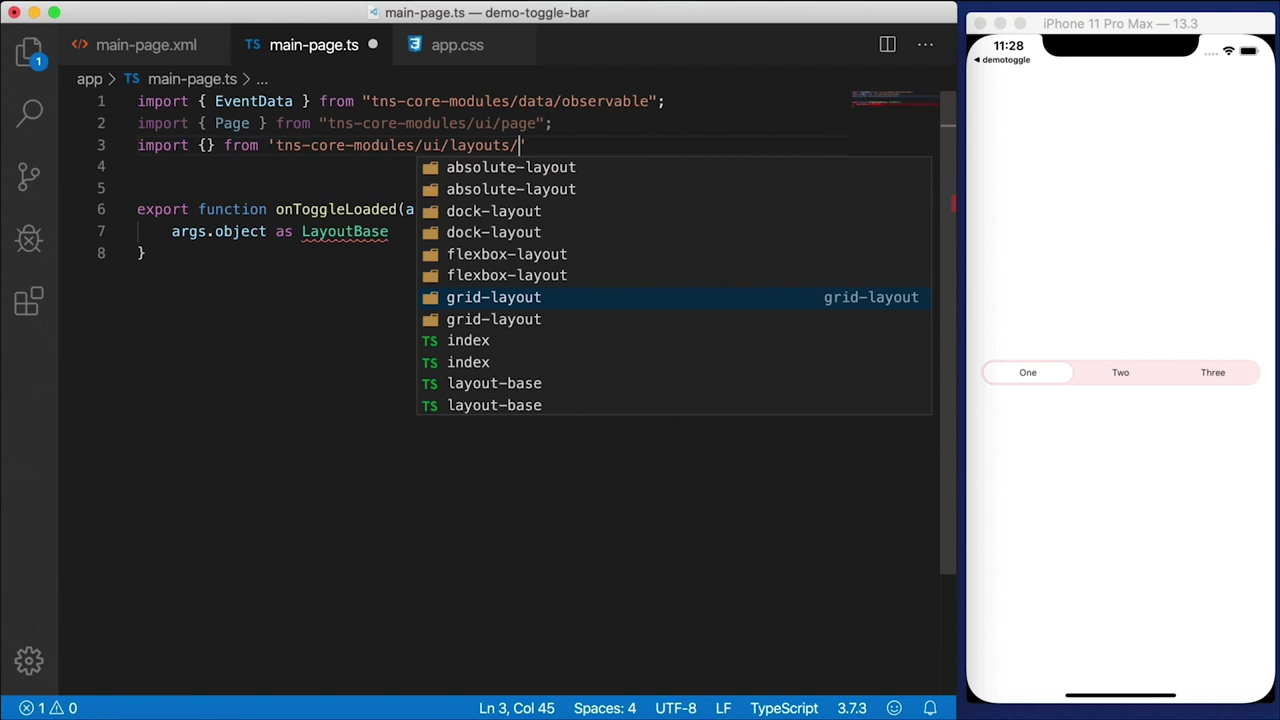 main-page.ts — demo-toggle-bar
main-page.xml
TS main-page.ts
app.css
app > TS main-page.ts > ...
1 import { EventData } from "tns-core-modules/data/observable";
2 import { Page } from "tns-core-modules/ui/page";
3 import {} from 'tns-core-modules/ui/layouts/'
4
5
6 export function onToggleLoaded(a
7 args.object as LayoutBase
8 }
absolute-layout
absolute-layout
dock-layout
dock-layout
flexbox-layout
flexbox-layout
grid-layout grid-layout
grid-layout
TS index
TS index
TS layout-base
TS layout-base
1
1 0
Ln 3, Col 45
Spaces: 4
UTF-8
LF
TypeScript
3.7.3
iPhone 11 Pro Max — 13.3
11:28
demotoggle
One
Two
Three